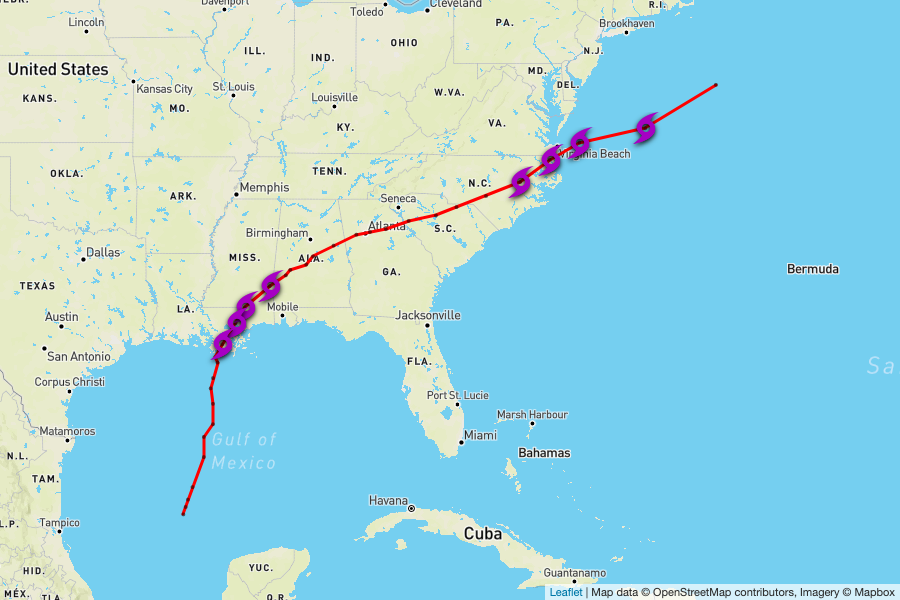 Lincoln
Davenport
Toledo
Cleveland
R.I.
Brookhaven
PA.
N.J.
OHIO
ILL.
IND.
United States
MD.
DEL.
KANS.
Kansas City
St. Louis
W.VA.
MO.
Louisville
VA.
KY.
Virginia Beach
OKLA.
TENN.
N.C.
Memphis
ARK.
Seneca
Atlanta
S.C.
Birmingham
Dallas
MISS.
ALA.
GA.
Bermuda
TEXAS
LA.
Mobile
Austin
Jacksonville
San Antonio
FLA.
Sa
Corpus Christi
Port St. Lucie
Marsh Harbour
Matamoros
Miami
Gulf of
Mexico
Bahamas
N.L.
TAM.
Havana
Tampico
L.P.
Cuba
HID.
YUC.
Guantanamo
MÉX.
TLA.
Q.R.
Leaflet | Map data © OpenStreetMap contributors, Imagery © Mapbox